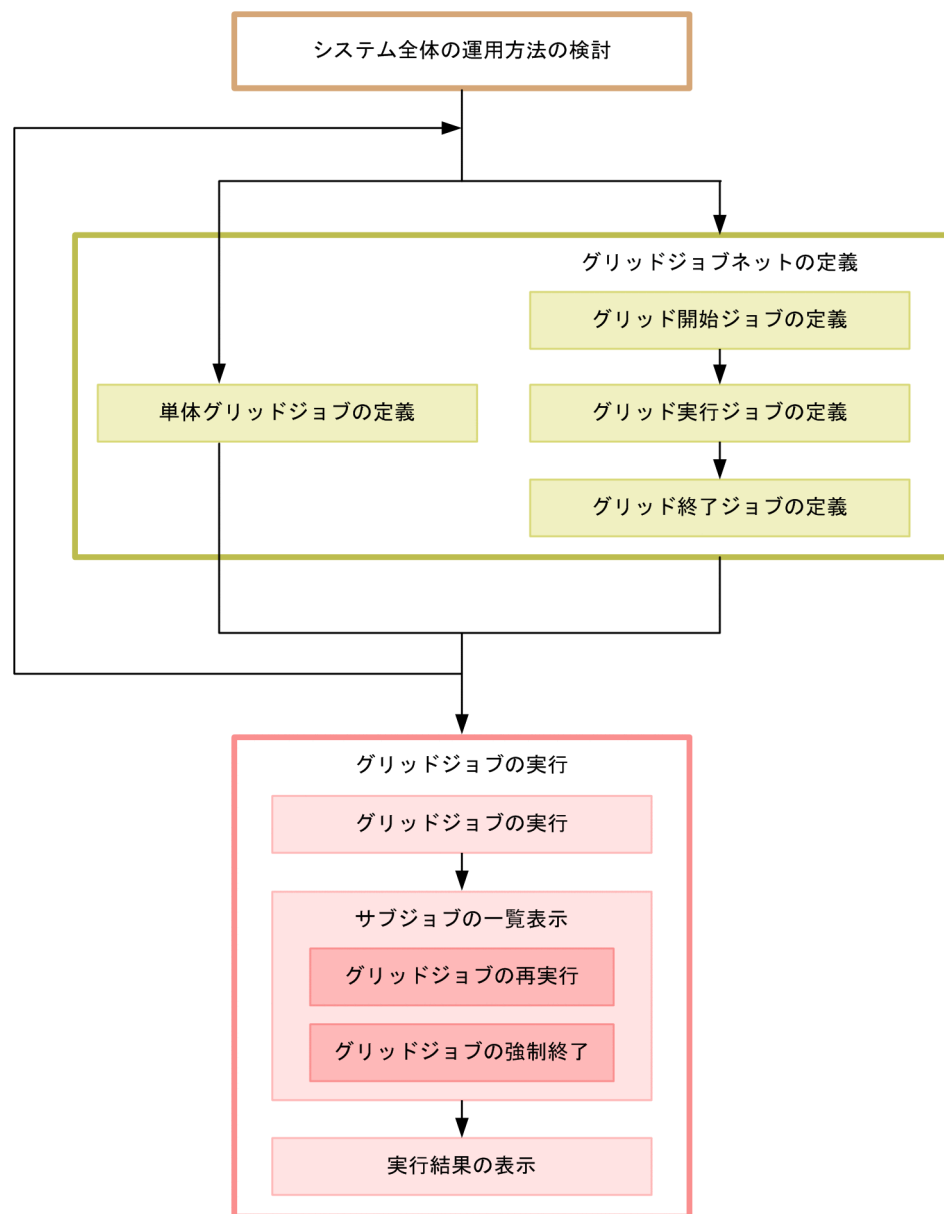 システム全体の運用方法の検討
グリッドジョブネットの定義
グリッド開始ジョブの定義
単体グリッドジョブの定義
グリッド実行ジョブの定義
グリッド終了ジョブの定義
グリッドジョブの実行
グリッドジョブの実行
サブジョブの一覧表示
グリッドジョブの再実行
グリッドジョブの強制終了
実行結果の表示